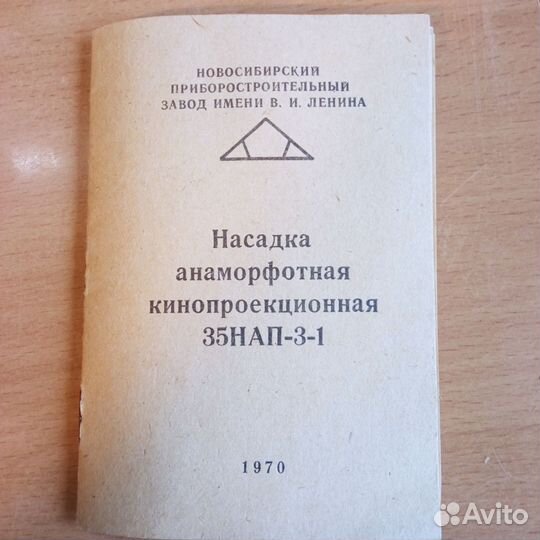 НОВОСИБИРСКИЙ
ПРИБОРОСТРОИТЕЛЬНЫЙ
ЗАВОД ИМЕНИ В. И. ЛЕНИНА
Насадка
анаморфотная
кинопроекционная
35НАП-3-1
1970
Avito